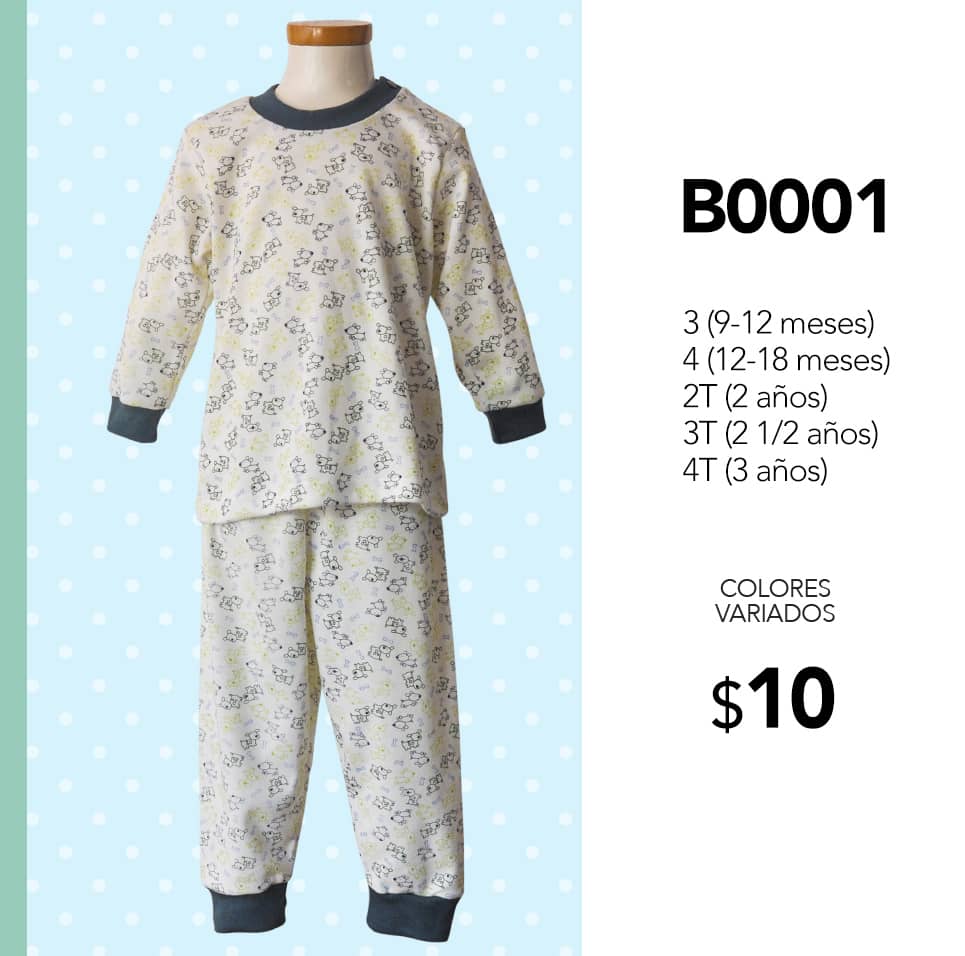 B0001
3 (9-12 meses)
4 (12-18 meses)
2T (2 años)
3T (2 1/2 años)
4T (3 años)
COLORES
VARIADOS
$10